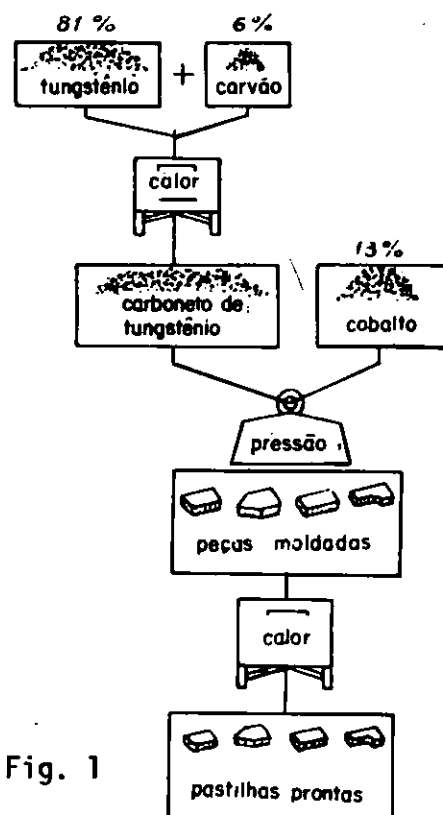 81 % 6 %
tungstênio + carvão
calor
13 %
carboneto de
tungstênio
cobalto
pressão
peças moldadas
calor
Fig. 1
pastilhas prontas